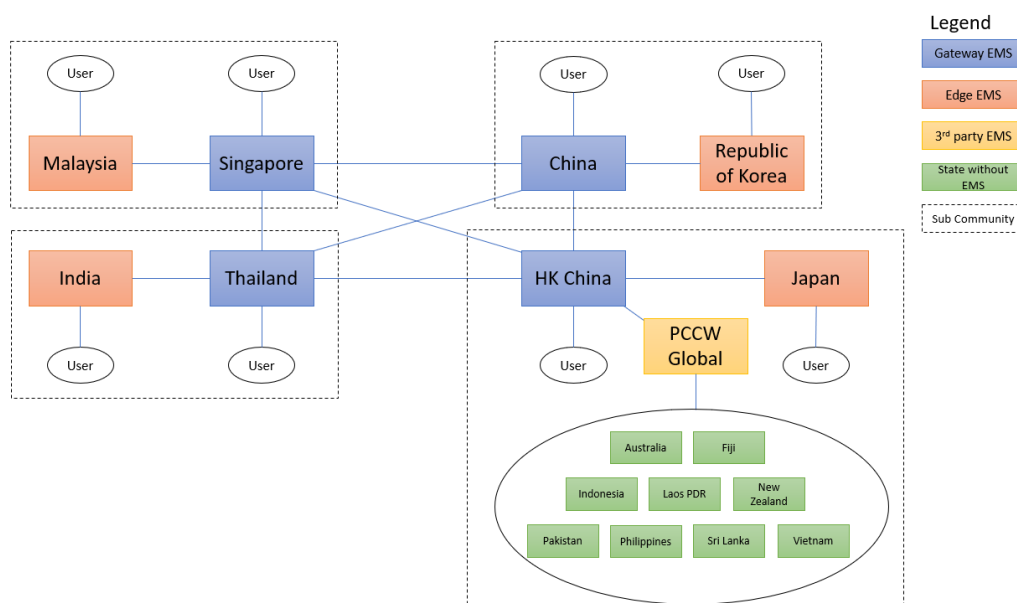 Legend
Gateway EMS
Edge EMS
3rd party EMS
State without
EMS
Sub Community
User
User
User
User
Malaysia
Singapore
China
Republic
of Korea
India
Thailand
HK China
Japan
PCCW
Global
User
User
User
User
Australia
Fiji
Indonesia
Laos PDR
New
Zealand
Pakistan
Philippines
Sri Lanka
Vietnam